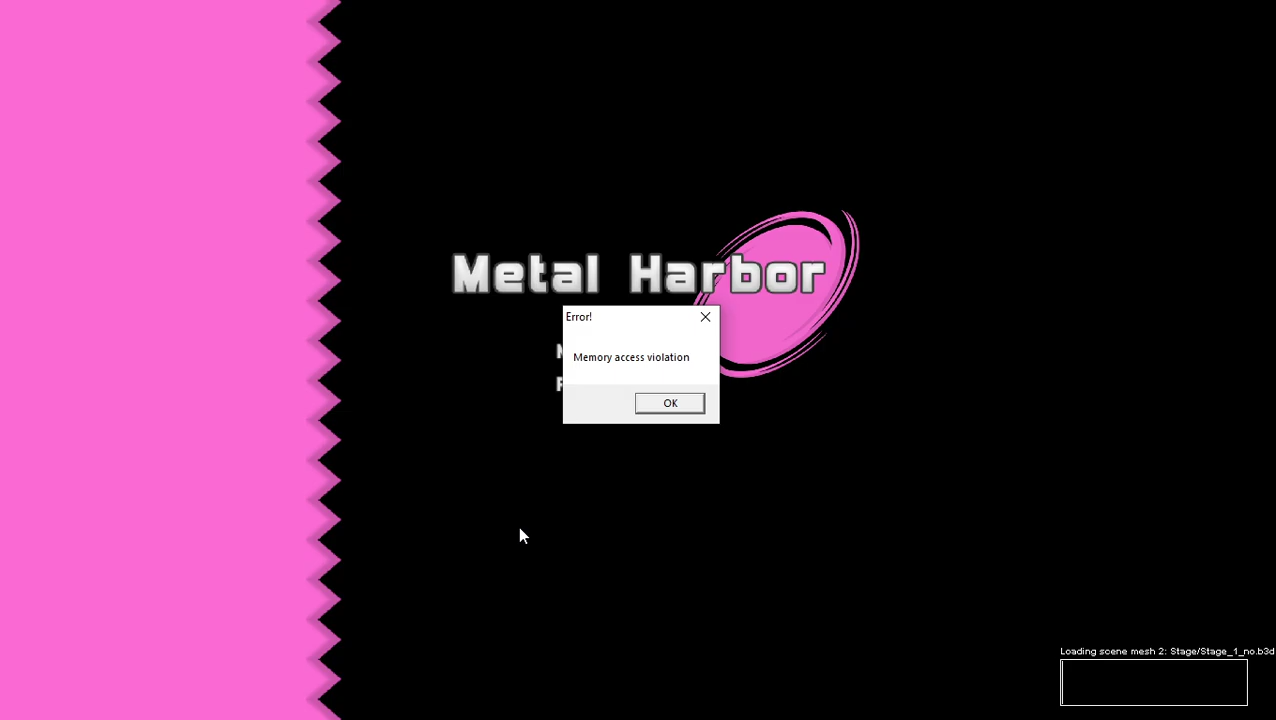 Metal Harbor
Error!
Memory access violation
OK
Loading scene mesh 2: Stage/Stage_1_no.b3d